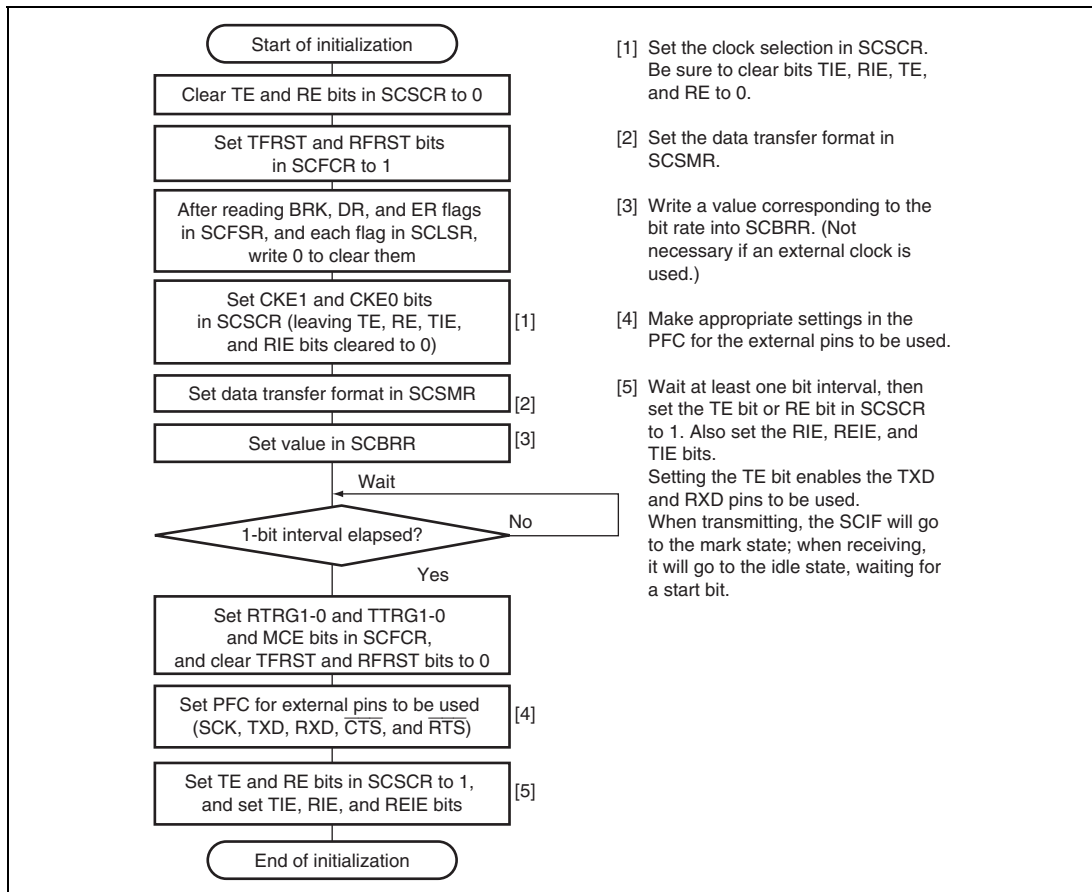 Start of initialization
Clear TE and RE bits in SCSCR to 0
Set TFRST and RFRST bits
in SCFCR to 1
After reading BRK, DR, and ER flags
in SCFSR, and each flag in SCLSR,
write 0 to clear them
Set CKE1 and CKE0 bits
in SCSCR (leaving TE, RE, TIE,
and RIE bits cleared to 0)
[1]
Set data transfer format in SCSMR
[2]
Set value in SCBRR
[3]
Wait
1-bit interval elapsed?
No
Yes
Set RTRG1-0 and TTRG1-0
and MCE bits in SCFCR,
and clear TFRST and RFRST bits to 0
Set PFC for external pins to be used
(SCK, TXD, RXD, CTS, and RTS)
[4]
Set TE and RE bits in SCSCR to 1,
and set TIE, RIE, and REIE bits
[5]
End of initialization
[1] Set the clock selection in SCSCR.
Be sure to clear bits TIE, RIE, TE,
and RE to 0.
[2] Set the data transfer format in
SCSMR.
[3] Write a value corresponding to the
bit rate into SCBRR. (Not
necessary if an external clock is
used.)
[4] Make appropriate settings in the
PFC for the external pins to be used.
[5] Wait at least one bit interval, then
set the TE bit or RE bit in SCSCR
to 1. Also set the RIE, REIE, and
TIE bits.
Setting the TE bit enables the TXD
and RXD pins to be used.
When transmitting, the SCIF will go
to the mark state; when receiving,
it will go to the idle state, waiting for
a start bit.